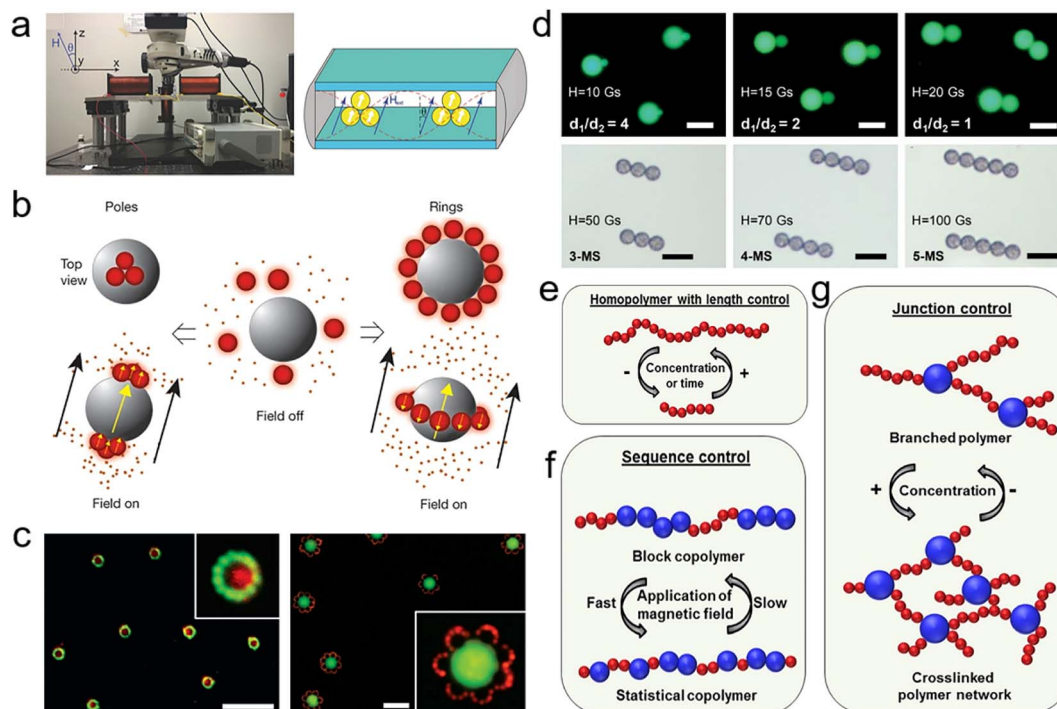 a
H
θ
z
y
x
H_ext
θ
b
Poles
Rings
Top
view
Field off
Field on
Field on
c
d
H=10 Gs
d₁/d₂ = 4
H=15 Gs
d₁/d₂ = 2
H=20 Gs
d₁/d₂ = 1
H=50 Gs
3-MS
H=70 Gs
4-MS
H=100 Gs
5-MS
e
Homopolymer with length control
-
Concentration
or time
+
f
Sequence control
Block copolymer
Fast
Application of
magnetic field
Slow
Statistical copolymer
g
Junction control
Branched polymer
+
Concentration
-
Crosslinked
polymer network